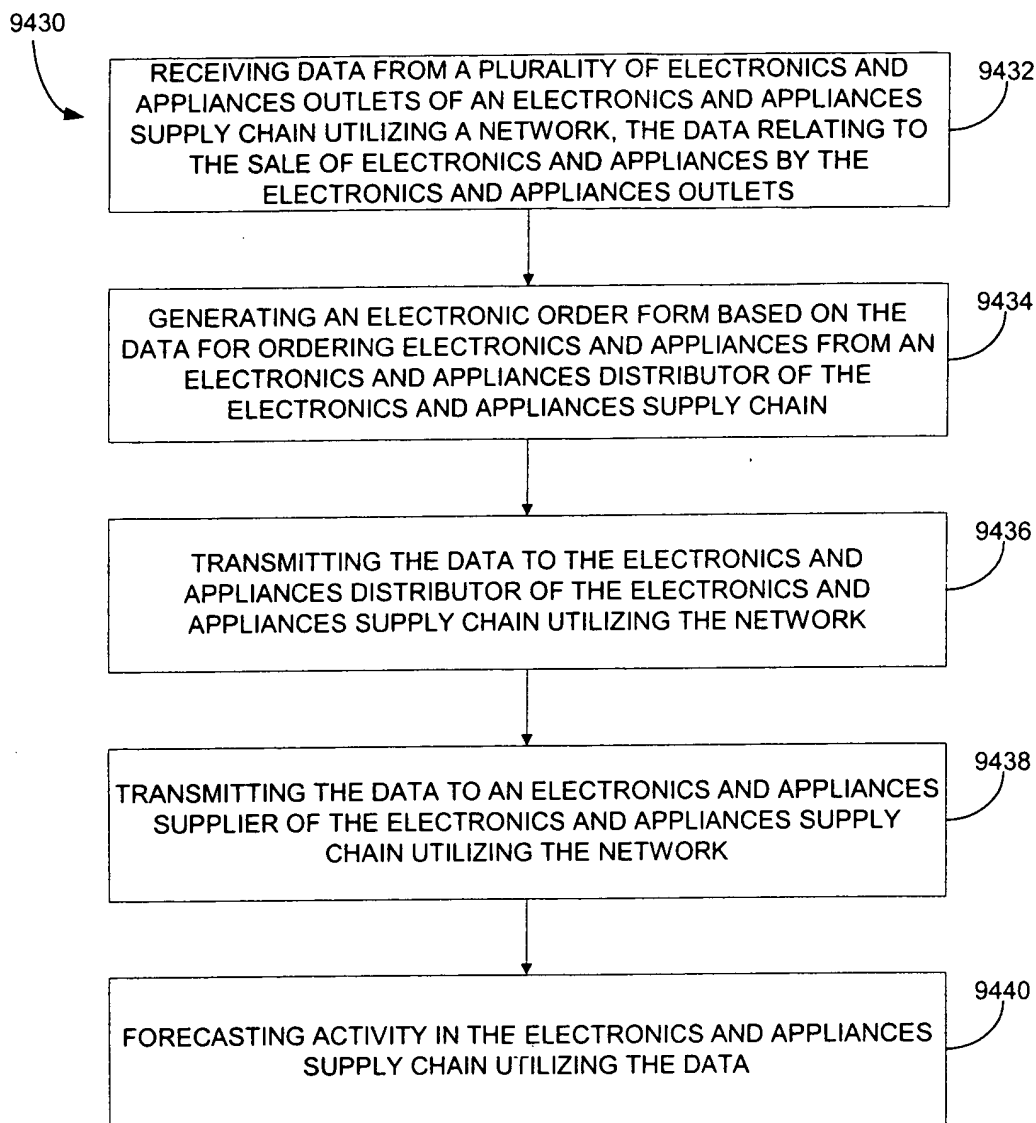 9430
RECEIVING DATA FROM A PLURALITY OF ELECTRONICS AND
APPLIANCES OUTLETS OF AN ELECTRONICS AND APPLIANCES
SUPPLY CHAIN UTILIZING A NETWORK, THE DATA RELATING TO
THE SALE OF ELECTRONICS AND APPLIANCES BY THE
ELECTRONICS AND APPLIANCES OUTLETS
9432
GENERATING AN ELECTRONIC ORDER FORM BASED ON THE
DATA FOR ORDERING ELECTRONICS AND APPLIANCES FROM AN
ELECTRONICS AND APPLIANCES DISTRIBUTOR OF THE
ELECTRONICS AND APPLIANCES SUPPLY CHAIN
9434
TRANSMITTING THE DATA TO THE ELECTRONICS AND
APPLIANCES DISTRIBUTOR OF THE ELECTRONICS AND
APPLIANCES SUPPLY CHAIN UTILIZING THE NETWORK
9436
TRANSMITTING THE DATA TO AN ELECTRONICS AND APPLIANCES
SUPPLIER OF THE ELECTRONICS AND APPLIANCES SUPPLY
CHAIN UTILIZING THE NETWORK
9438
FORECASTING ACTIVITY IN THE ELECTRONICS AND APPLIANCES
SUPPLY CHAIN UTILIZING THE DATA
9440